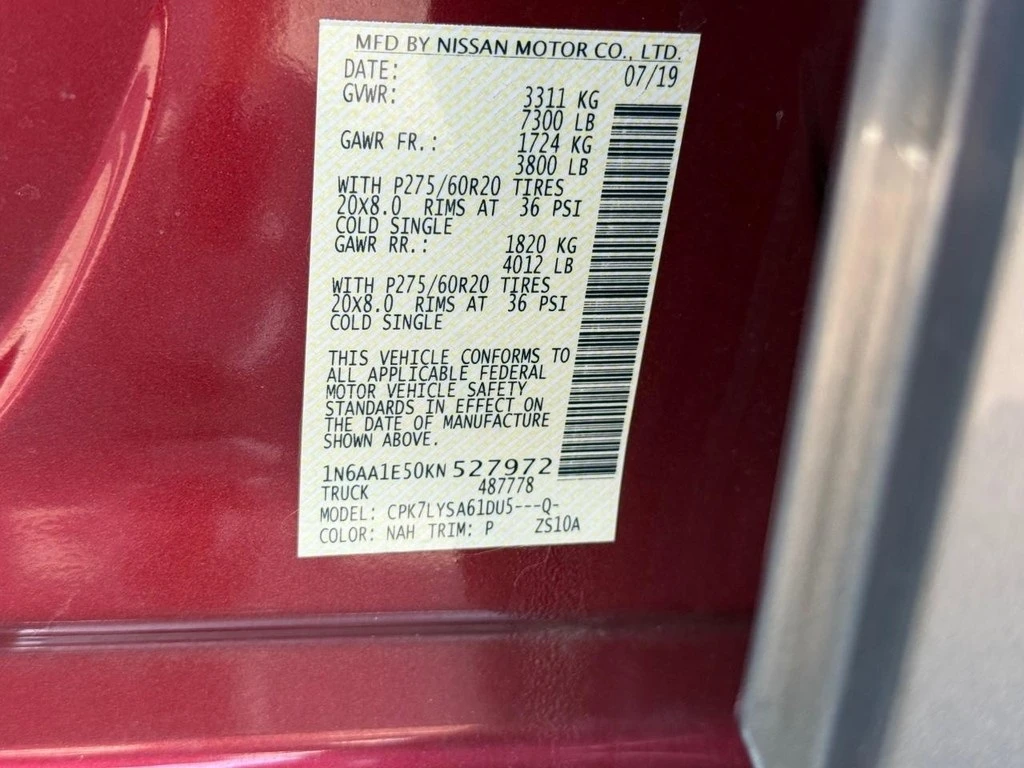 MFD BY NISSAN MOTOR CO., LTD.
DATE: 07/19
GVWR: 3311 KG
7300 LB
GAWR FR.: 1724 KG
3800 LB
WITH P275/60R20 TIRES
20X8.0 RIMS AT 36 PSI
COLD SINGLE
GAWR RR.: 1820 KG
4012 LB
WITH P275/60R20 TIRES
20X8.0 RIMS AT 36 PSI
COLD SINGLE
THIS VEHICLE CONFORMS TO
ALL APPLICABLE FEDERAL
MOTOR VEHICLE SAFETY
STANDARDS IN EFFECT ON
THE DATE OF MANUFACTURE
SHOWN ABOVE.
1N6AA1E50KN527972
TRUCK 487778
MODEL: CPK7LYSA61DU5---Q-
COLOR: NAH TRIM: P ZS10A